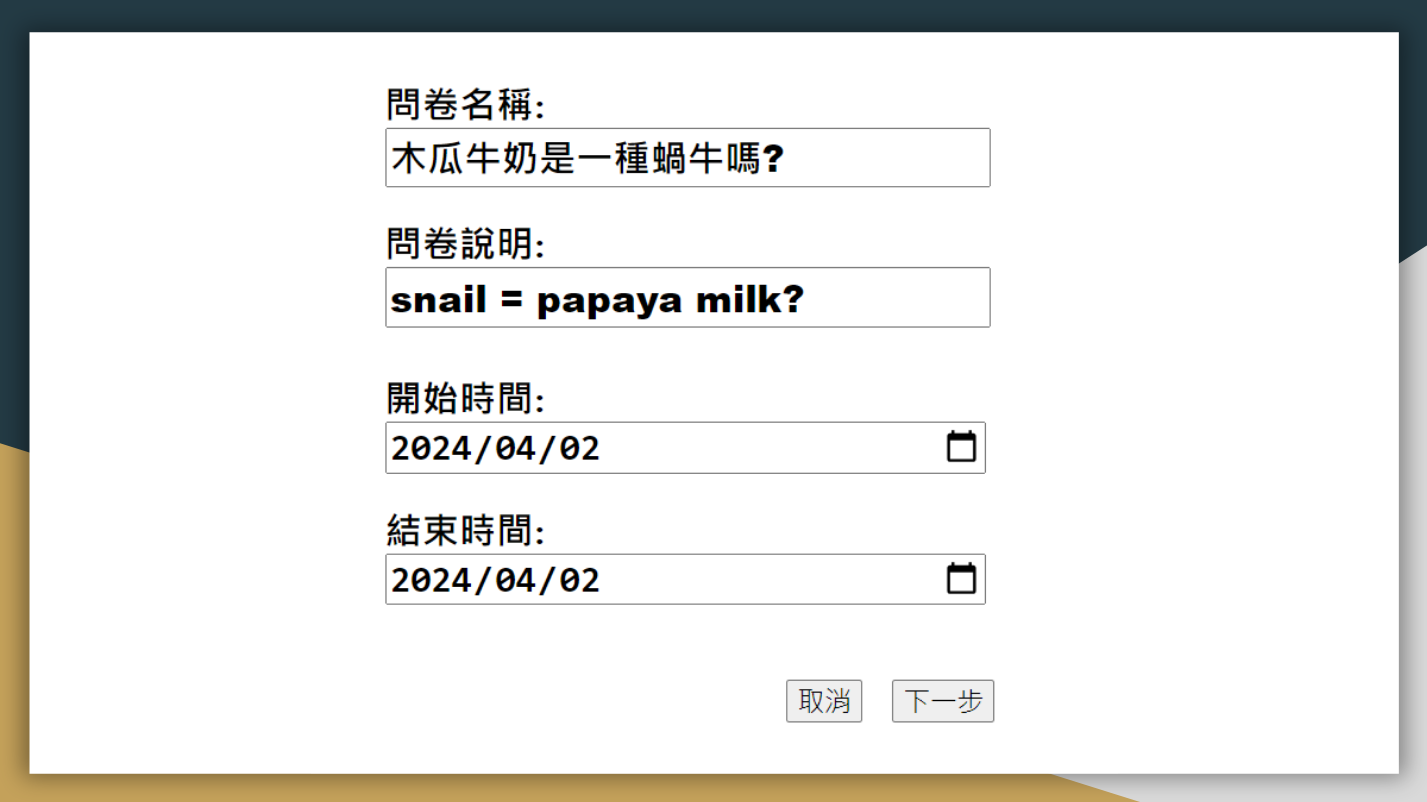 問卷名稱:
木瓜牛奶是一種蝸牛嗎?
問卷說明:
snail = papaya milk?
開始時間:
2024/04/02
結束時間:
2024/04/02
取消 下一步